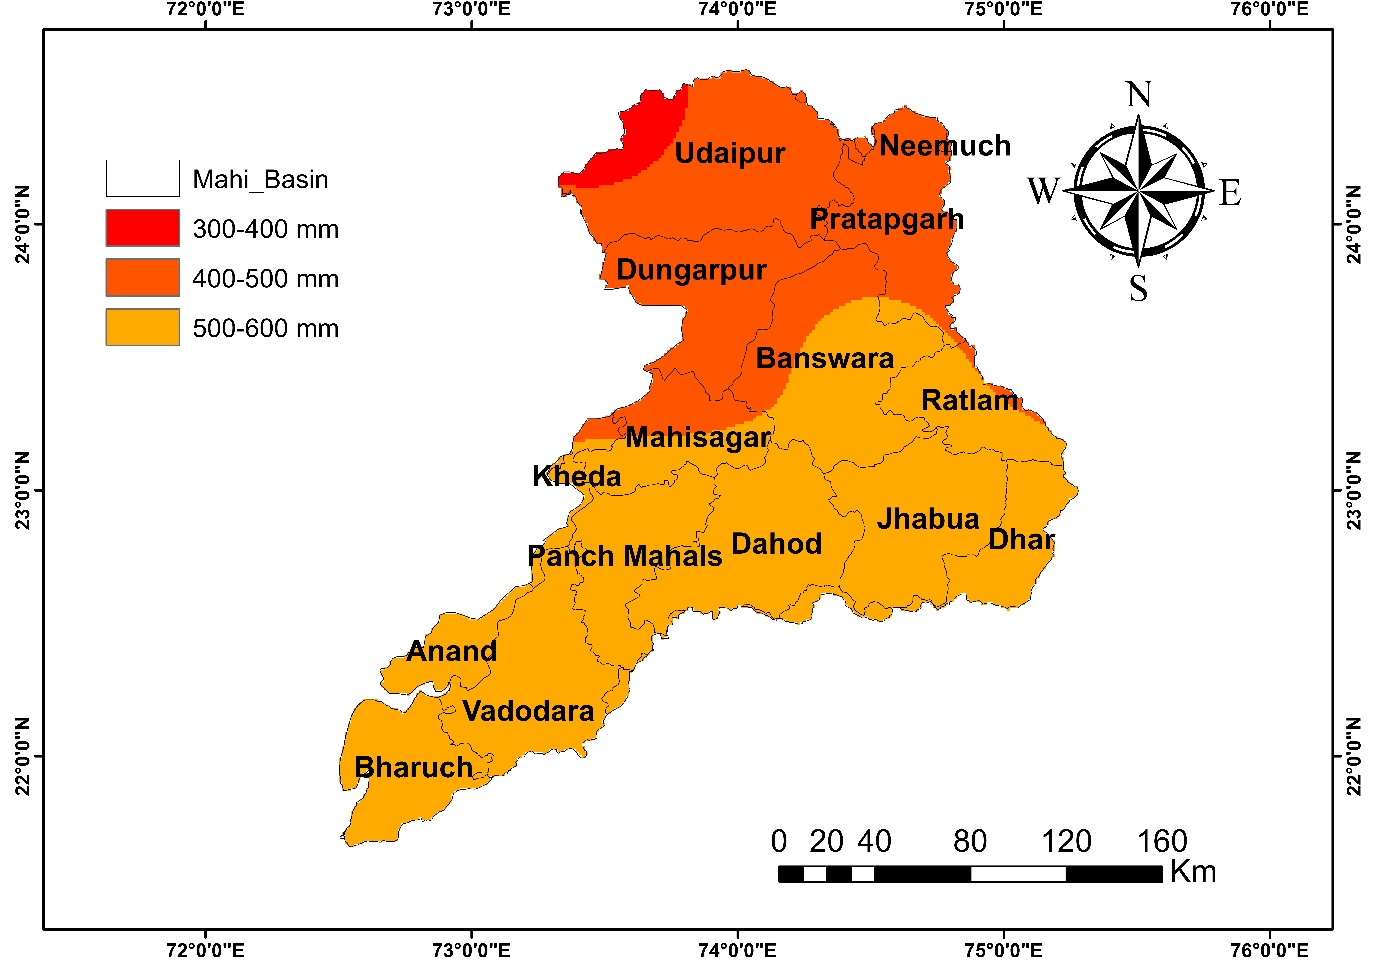 72°0'0"E 73°0'0"E 74°0'0"E 75°0'0"E 76°0'0"E
N
W E
S
24°0'0"N
23°0'0"N
22°0'0"N
24°0'0"N
23°0'0"N
22°0'0"N
Mahi_Basin
300-400 mm
400-500 mm
500-600 mm
Udaipur
Neemuch
Pratapgarh
Dungarpur
Banswara
Ratlam
Mahisagar
Kheda
Jhabua
Dhar
Dahod
Panch Mahals
Anand
Vadodara
Bharuch
0 20 40 80 120 160
Km
72°0'0"E 73°0'0"E 74°0'0"E 75°0'0"E 76°0'0"E